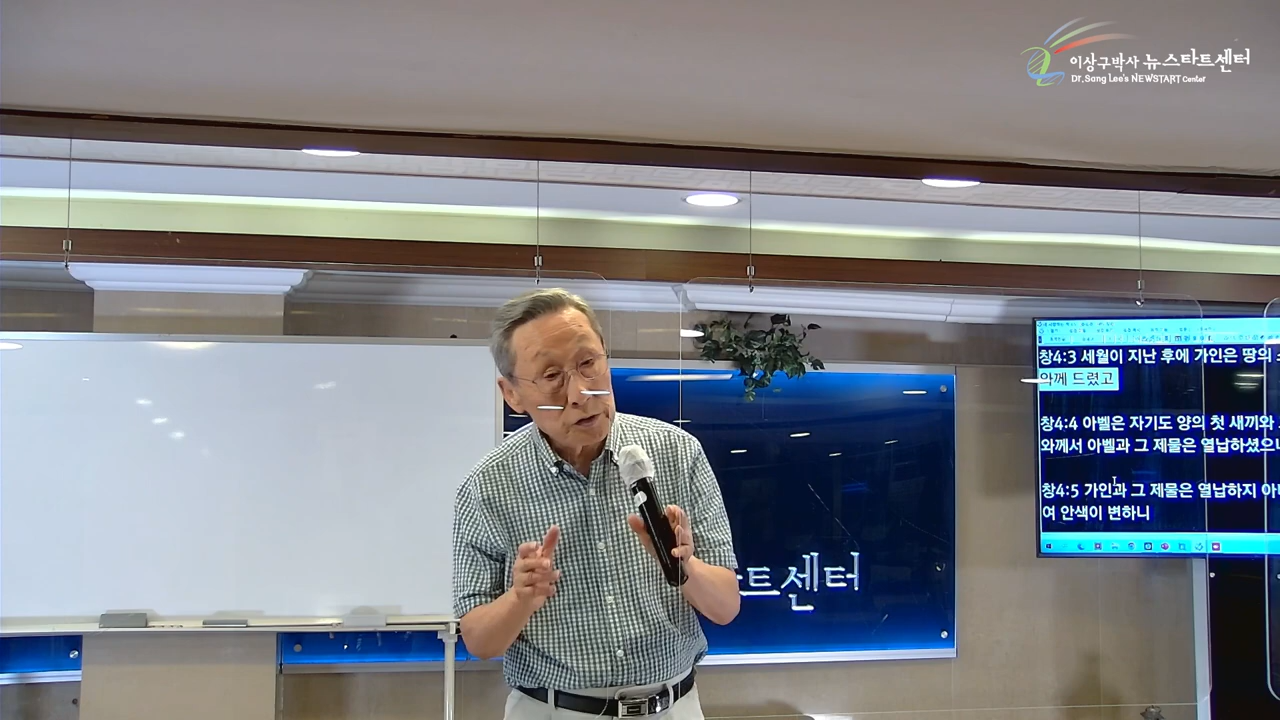 이상구박사 뉴스타트센터
Dr. Sang Lee's NEWSTART Center
창4:3 세월이 지난 후에 가인은 땅의
와께 드렸고
창4:4 아벨은 자기도 양의 첫 새끼와
와께서 아벨과 그 제물은 열납하셨으니
창4:5 가인과 그 제물은 열납하지 아니
여 안색이 변하니
트센터